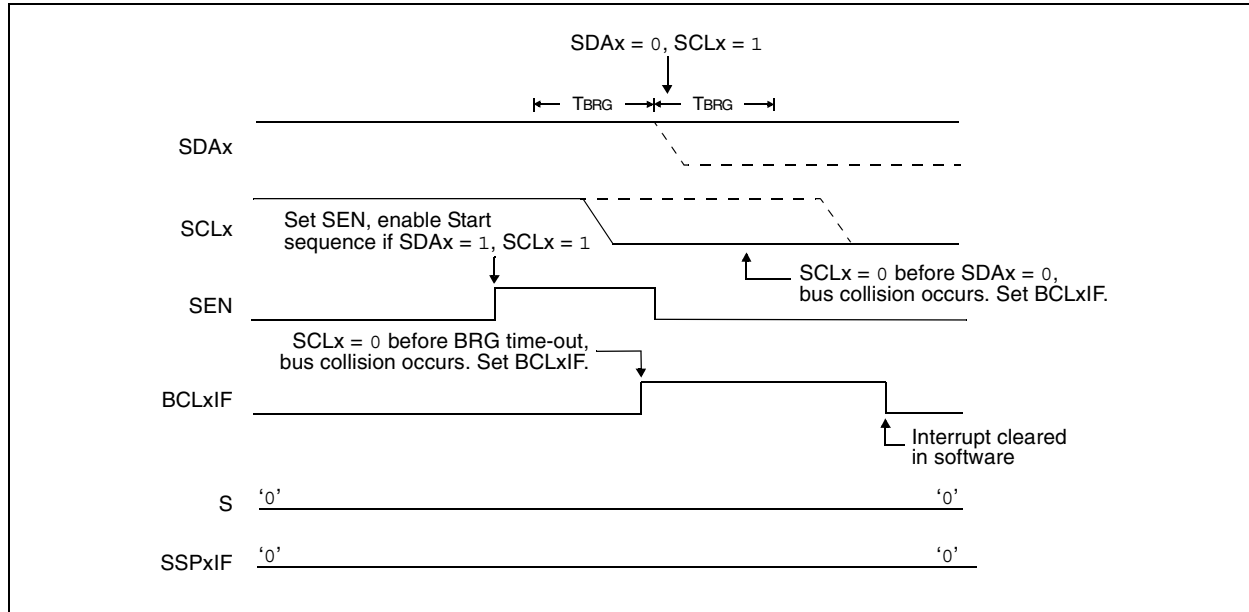 SDAx = 0, SCLx = 1
TBRG TBRG
SDAx
SCLx
Set SEN, enable Start
sequence if SDAx = 1, SCLx = 1
SCLx = 0 before SDAx = 0,
bus collision occurs. Set BCLxIF.
SEN
SCLx = 0 before BRG time-out,
bus collision occurs. Set BCLxIF.
BCLxIF
Interrupt cleared
in software
S
‘0’ ‘0’
SSPxIF
‘0’ ‘0’